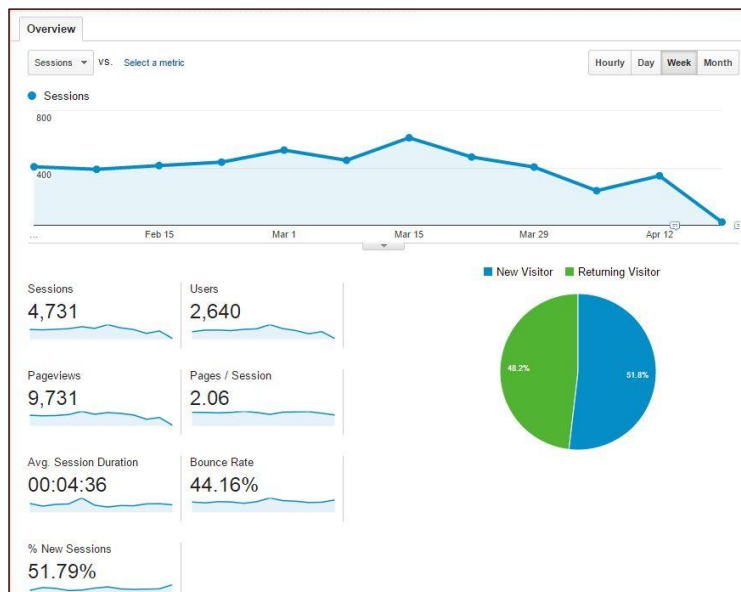 Overview
Sessions VS. Select a metric
Hourly Day Week Month
Sessions
800
400
... Feb 15 Mar 1 Mar 15 Mar 29 Apr 12
New Visitor Returning Visitor
Sessions Users
4,731 2,640
48.2% 51.8%
Pageviews Pages / Session
9,731 2.06
Avg. Session Duration Bounce Rate
00:04:36 44.16%
% New Sessions
51.79%